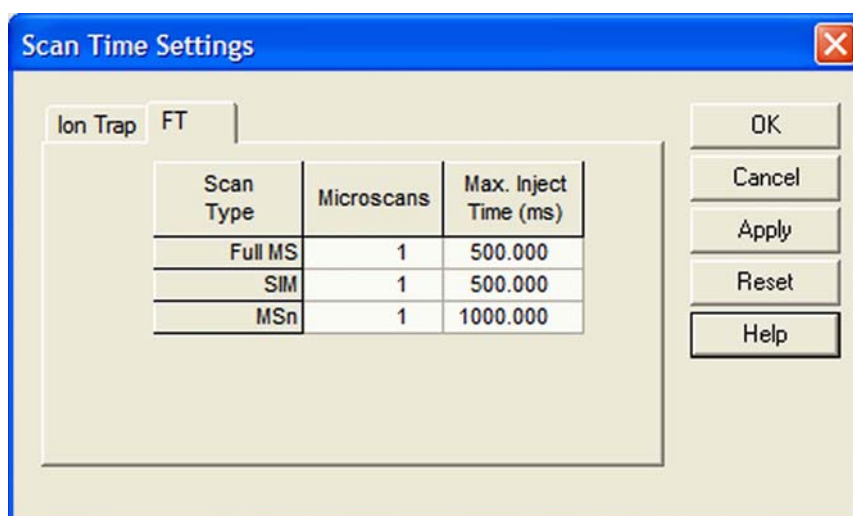 Scan Time Settings
Ion Trap FT
Scan Type Microscans Max. Inject Time (ms)
Full MS 1 500.000
SIM 1 500.000
MSn 1 1000.000
OK
Cancel
Apply
Reset
Help